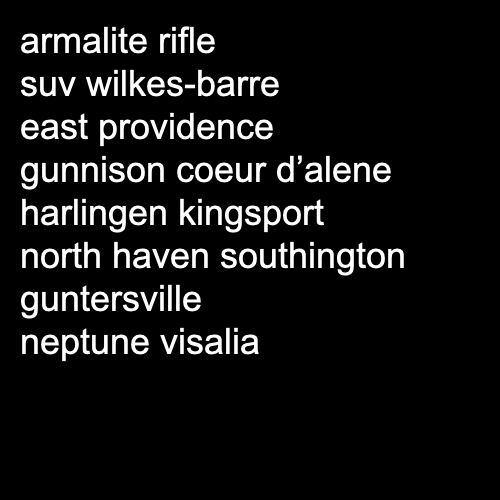 armalite rifle
suv wilkes-barre
east providence
gunnison coeur d’alene
harlingen kingsport
north haven southington
guntersville
neptune visalia